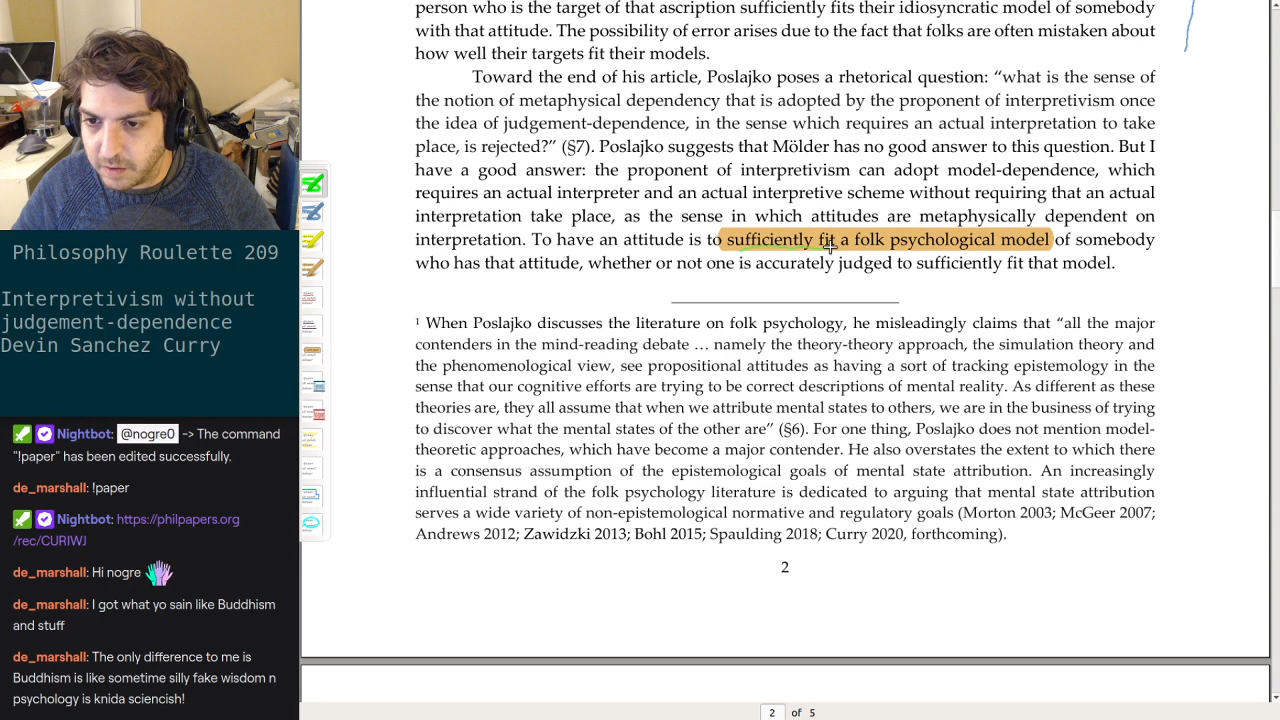 person who is the target of that ascription sufficiently fits their idiosyncratic model of somebody
with that attitude. The possibility of error arises due to the fact that folks are often mistaken about
how well their targets fit their models.
Toward the end of his article, Poslajko poses a rhetorical question: “what is the sense of
the notion of metaphysical dependency that is adopted by the proponent of interpretivism once
the idea of judgement-dependence, in the sense which requires an actual interpretation to take
place, is rejected?” (§7). Poslajko suggests that Mölder has no good answer to this question. But I
have a good answer: the proponent of interpretivism can adopt model-dependence, which
requires an actual interpreter and an actual interpretive scheme without requiring that an actual
interpretation take place, as the sense in which attitudes are metaphysically dependent on
interpretation. To have an attitude is to sufficiently fit a folk psychological model of somebody
who has that attitude, whether or not one is accurately judged to sufficiently fit that model.
1 When Poslajko discusses the literature on folk psychology, he misleadingly claims that “all the major
contenders in the mindreading debate … namely the theory-theory approach, the simulation theory and
the phenomenological view, see propositional attitudes as involving a kind of tracking epistemology in the
sense that our cognitive efforts are trying to get correct descriptions of mental reality. As different as these
theories are, they all assume that when we ascribe mental states to others we are in the business of trying
to discover what the mental states of the other are” (§6). For one thing, Poslajko does not mention model-
theoretic approaches, which have become major contenders. He also overstates the extent to which there
is a consensus assumption of the epistemological goals of mental state attribution. An increasingly
influential strand of the folk psychology literature is devoted to arguing that mental state attribution
serves a wide variety of non-epistemological normative and regulatory goals (Morton 2003; McGeer 2007;
Andrews 2012; Zawidzki 2013; Borg 2015; Spaulding 2018; Curry 2020, forthcoming).
2
2 of 5
Philosophy Roulette 209
Interpretivism without
judgement-dependence
Devin Sanchez Curry
Nightbot: @nogre0 -> The command
"!paper" has been edited successfully.
de_marshall: !paper
Nightbot: https://philpapers.org
/rec/CURIWJ
de_marshall: Hi nogre
de_marshall: I got what yo sain like Buddhism
and stuff
de_marshall: The only difference to me is
Buddhism is like sometime silly fake wisdom n
psychology is knida sciencish!